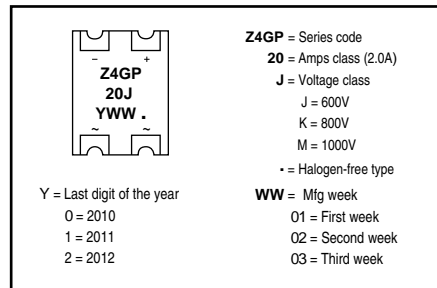 − +
Z4GP
20J
YWW .
~ ~
Y = Last digit of the year
0 = 2010
1 = 2011
2 = 2012
Z4GP = Series code
20 = Amps class (2.0A)
J = Voltage class
J = 600V
K = 800V
M = 1000V
▪ = Halogen-free type
WW = Mfg week
01 = First week
02 = Second week
03 = Third week